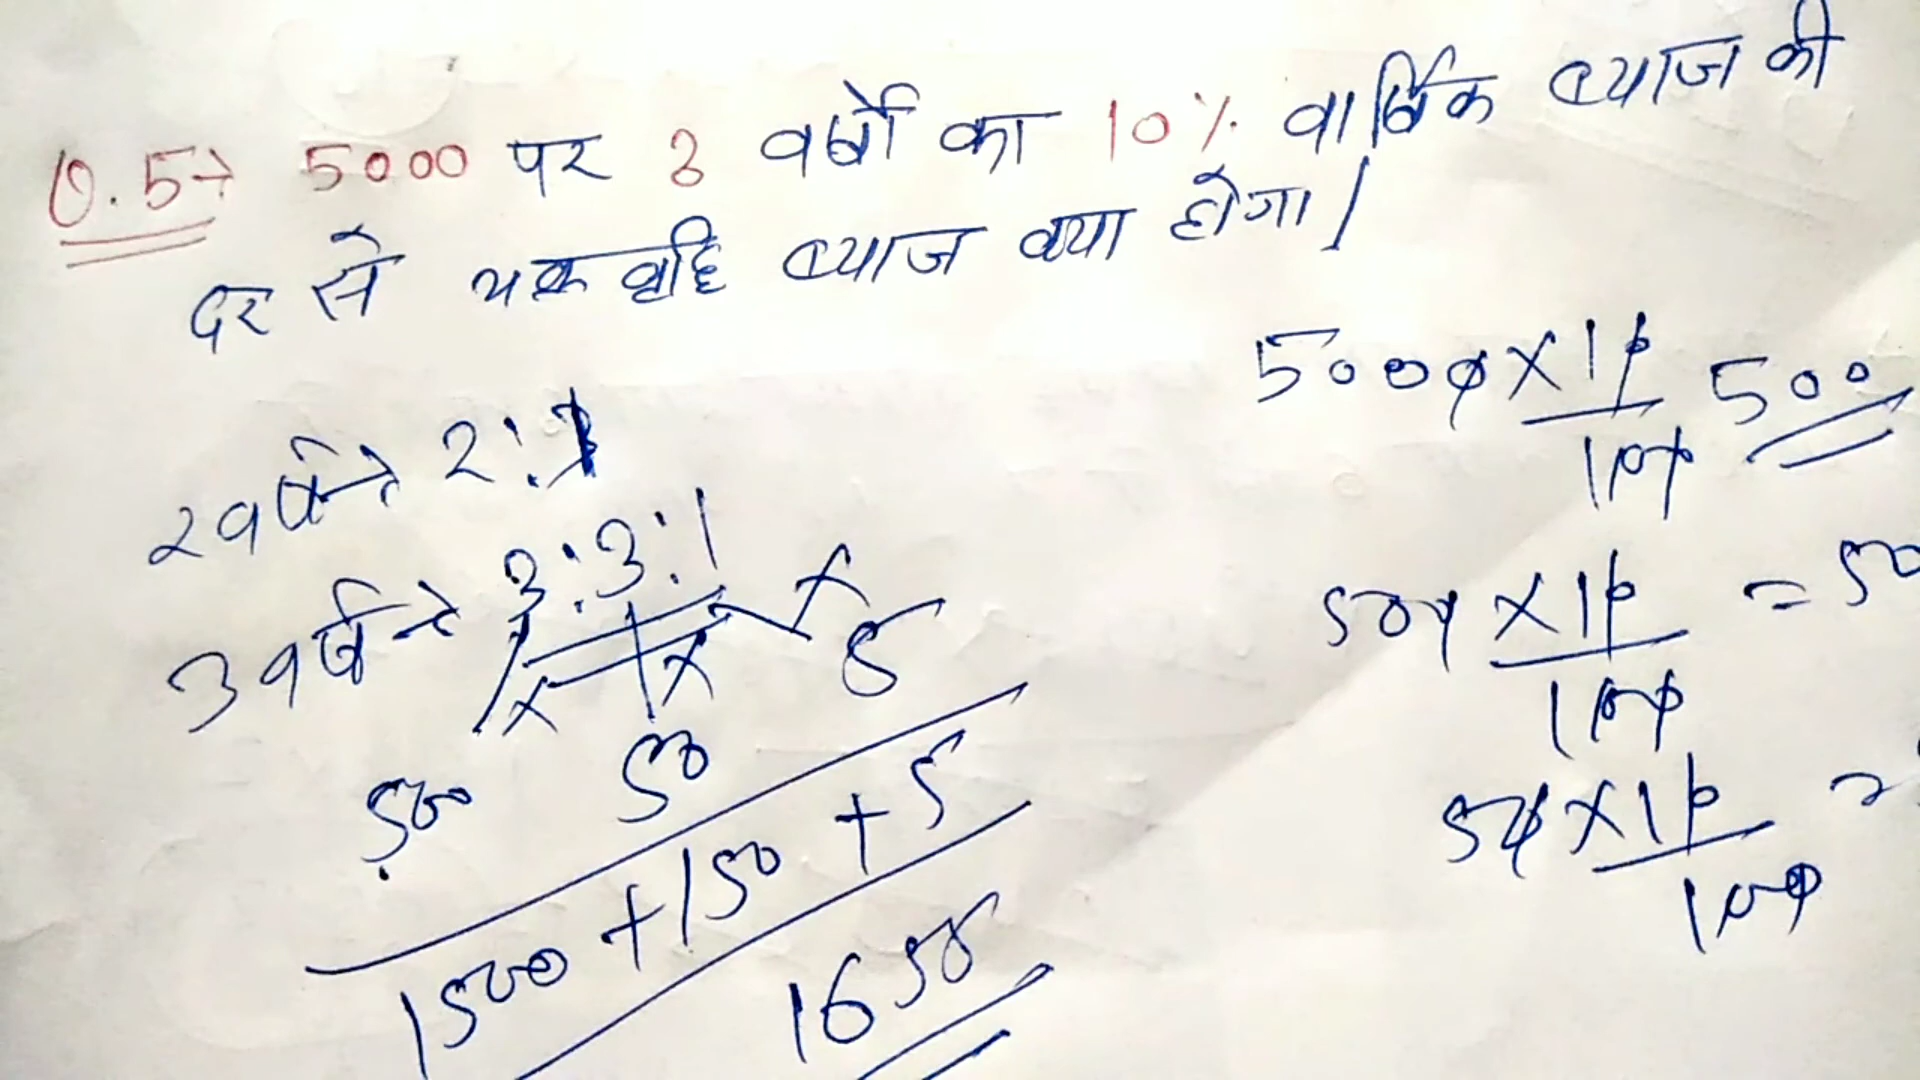 Q.5→ 5000 पर 3 वर्षो का 10% वार्षिक ब्याज की
दर से चक्रवृद्धि ब्याज क्या होगा।
5000 × 10 / 100 500
2 वर्ष → 2 : 1
3 वर्ष → 3 : 3 : 1
500 × 10 / 100 = 50
× × × 5
500 50
50 × 10 / 100 =
1500 + 150 + 5
1655